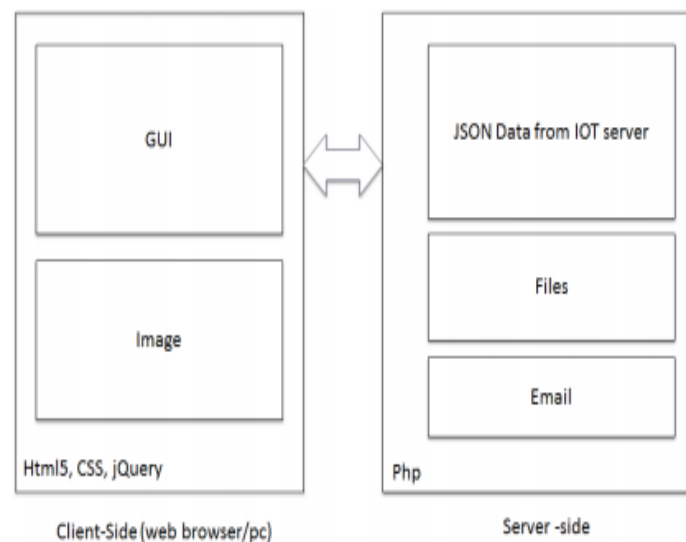 GUI
Image
Html5, CSS, jQuery
Client-Side (web browser/pc)
JSON Data from IOT server
Files
Email
Php
Server -side